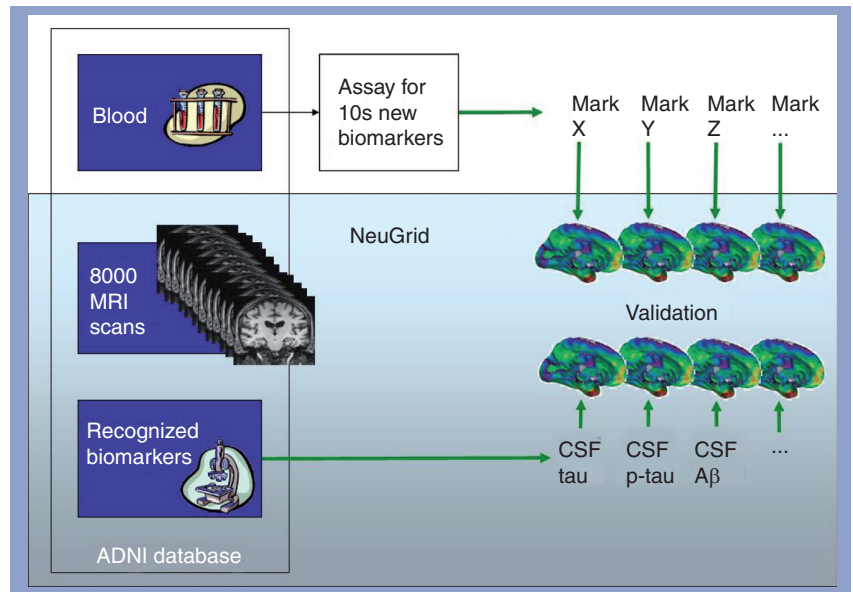 Blood
Assay for
10s new
biomarkers
Mark
X
Mark
Y
Mark
Z
Mark
...
NeuGrid
8000
MRI
scans
Validation
Recognized
biomarkers
CSF
tau
CSF
p-tau
CSF
Aβ
...
ADNI database